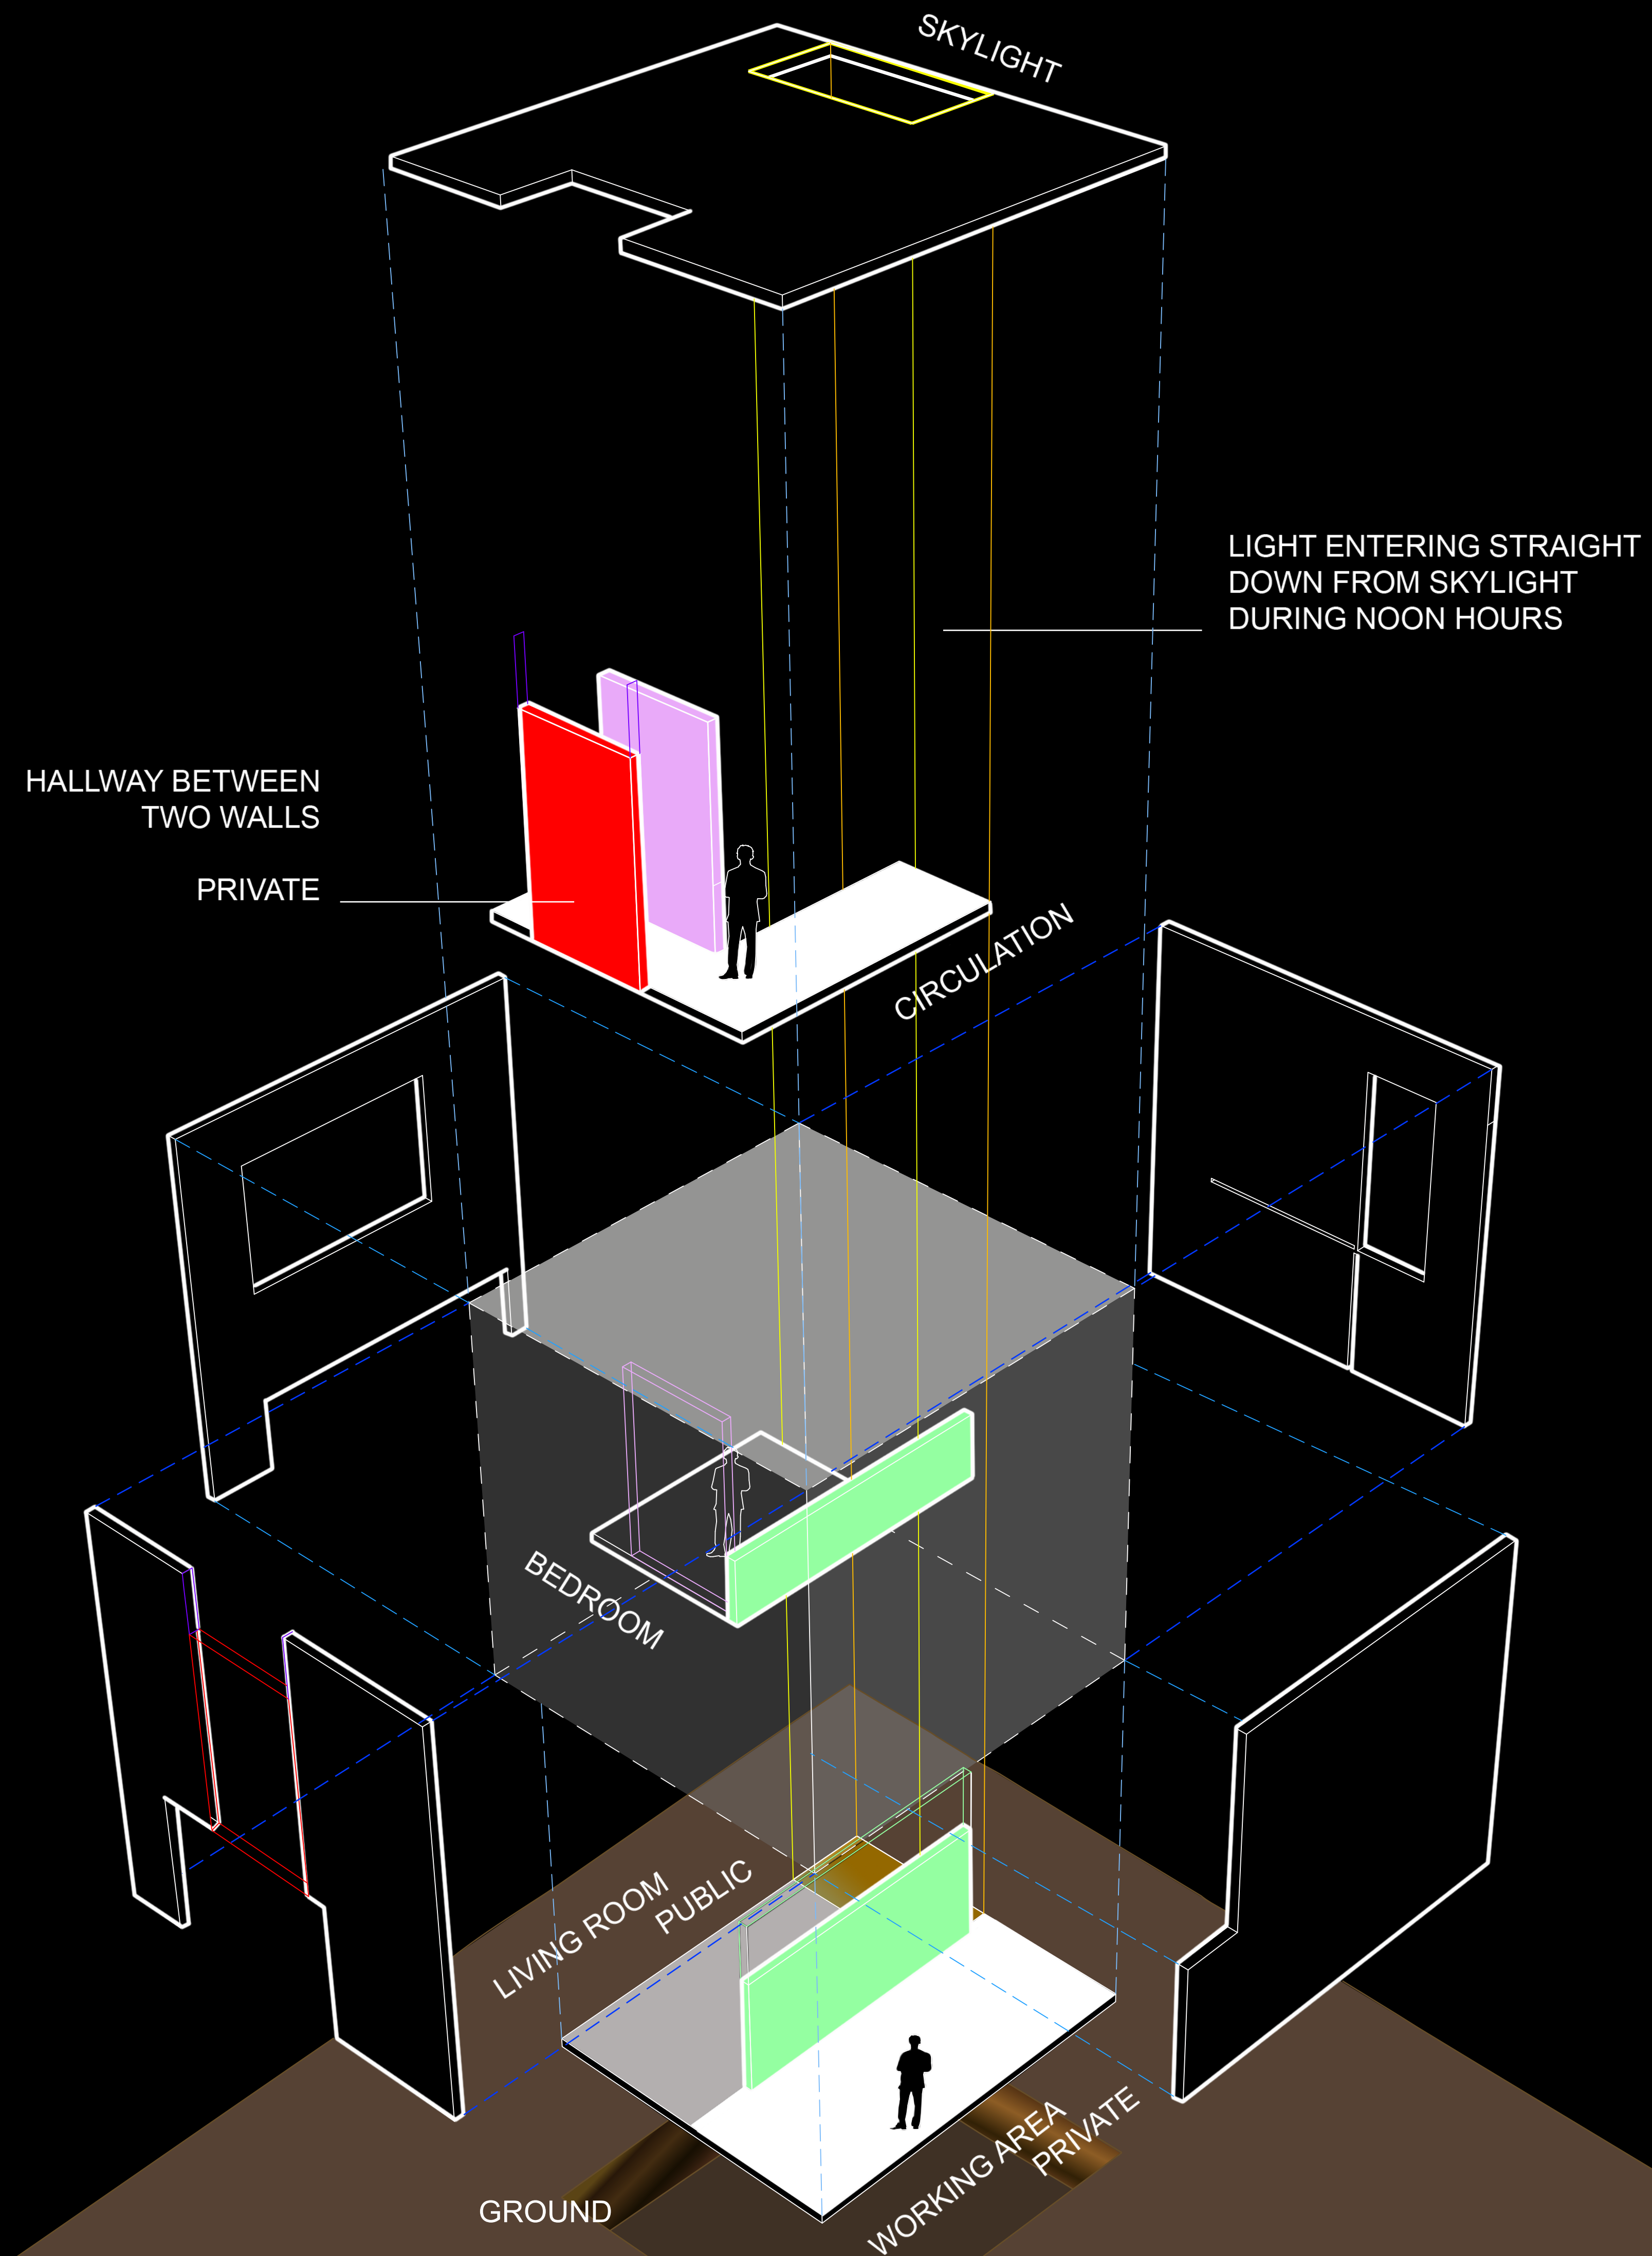 SKYLIGHT
LIGHT ENTERING STRAIGHT
DOWN FROM SKYLIGHT
DURING NOON HOURS
HALLWAY BETWEEN
TWO WALLS
PRIVATE
CIRCULATION
BEDROOM
LIVING ROOM
PUBLIC
WORKING AREA
PRIVATE
GROUND